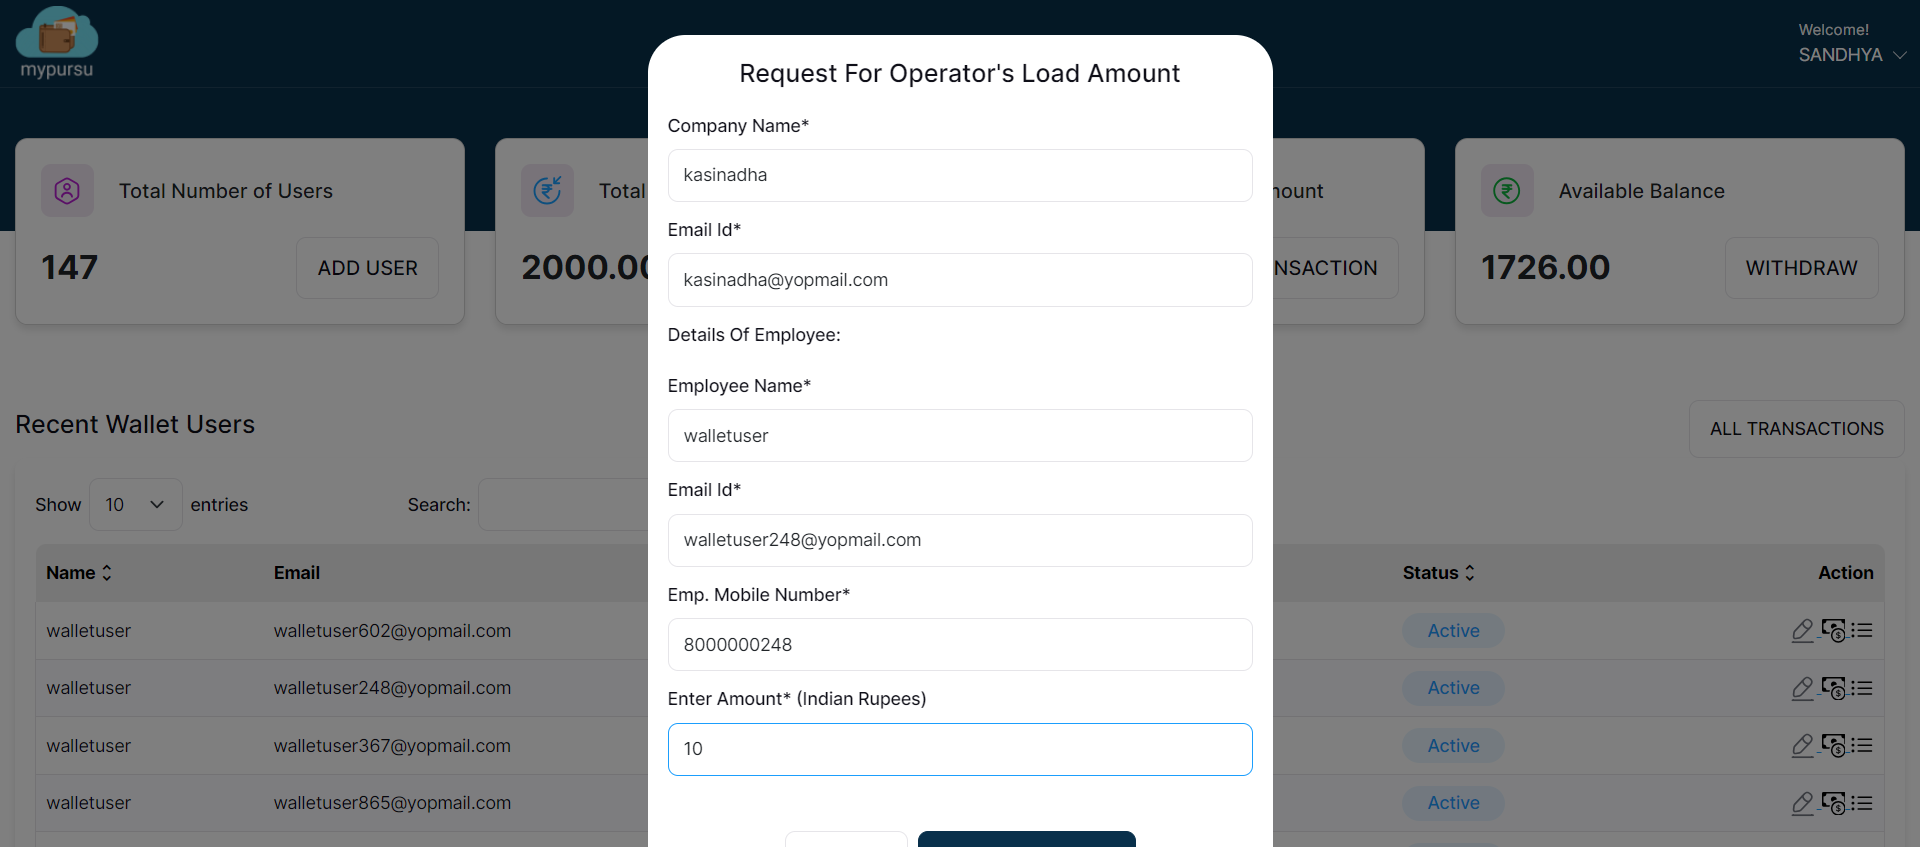 mypursu
Welcome!
SANDHYA
Request For Operator's Load Amount
Company Name*
kasinadha
Email Id*
kasinadha@yopmail.com
Details Of Employee:
Employee Name*
walletuser
Email Id*
walletuser248@yopmail.com
Emp. Mobile Number*
8000000248
Enter Amount* (Indian Rupees)
10
Total Number of Users
147
ADD USER
Total
2000.00
Available Balance
1726.00
WITHDRAW
Recent Wallet Users
ALL TRANSACTIONS
Show 10 entries
Search:
Name Email Status Action
walletuser walletuser602@yopmail.com Active
walletuser walletuser248@yopmail.com Active
walletuser walletuser367@yopmail.com Active
walletuser walletuser865@yopmail.com Active